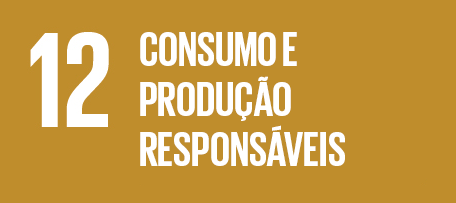 12
CONSUMO E
PRODUÇÃO
RESPONSÁVEIS